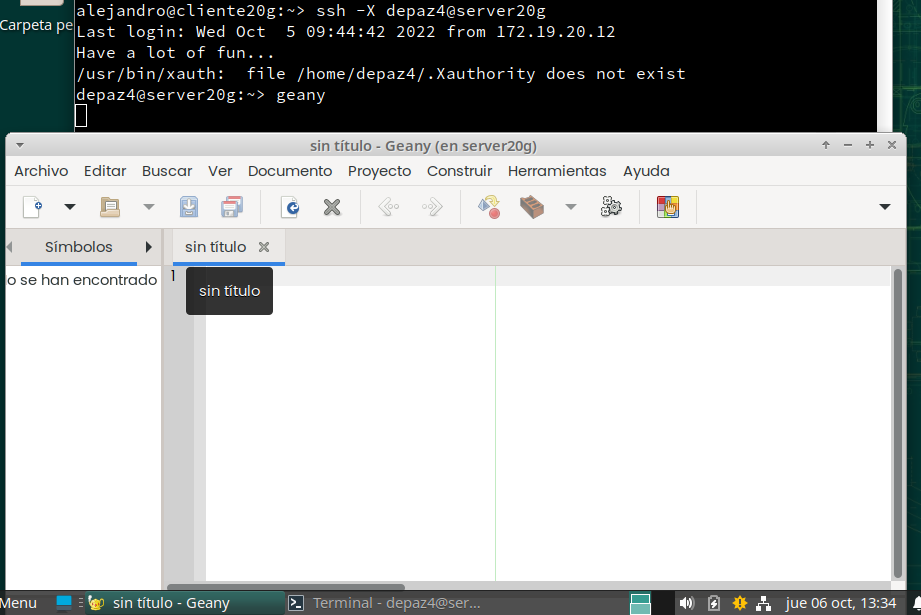 alejandro@cliente20g:~> ssh -X depaz4@server20g
Carpeta pe
Last login: Wed Oct  5 09:44:42 2022 from 172.19.20.12
Have a lot of fun...
/usr/bin/xauth:  file /home/depaz4/.Xauthority does not exist
depaz4@server20g:~> geany
sin título - Geany (en server20g)
Archivo Editar Buscar Ver Documento Proyecto Construir Herramientas Ayuda
Símbolos sin título
o se han encontrado 1
sin título
Menu sin título - Geany Terminal - depaz4@ser... jue 06 oct, 13:34